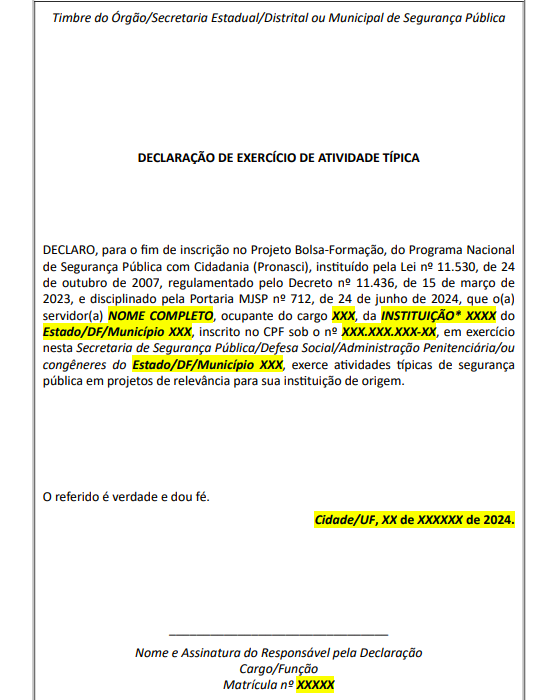 Timbre do Órgão/Secretaria Estadual/Distrital ou Municipal de Segurança Pública
DECLARAÇÃO DE EXERCÍCIO DE ATIVIDADE TÍPICA
DECLARO, para o fim de inscrição no Projeto Bolsa-Formação, do Programa Nacional
de Segurança Pública com Cidadania (Pronasci), instituído pela Lei nº 11.530, de 24
de outubro de 2007, regulamentado pelo Decreto nº 11.436, de 15 de março de
2023, e disciplinado pela Portaria MJSP nº 712, de 24 de junho de 2024, que o(a)
servidor(a) NOME COMPLETO, ocupante do cargo XXX, da INSTITUIÇÃO* XXXX do
Estado/DF/Município XXX, inscrito no CPF sob o nº XXX.XXX.XXX-XX, em exercício
nesta Secretaria de Segurança Pública/Defesa Social/Administração Penitenciária/ou
congêneres do Estado/DF/Município XXX, exerce atividades típicas de segurança
pública em projetos de relevância para sua instituição de origem.
O referido é verdade e dou fé.
Cidade/UF, XX de XXXXXX de 2024.
Nome e Assinatura do Responsável pela Declaração
Cargo/Função
Matrícula nº XXXXX